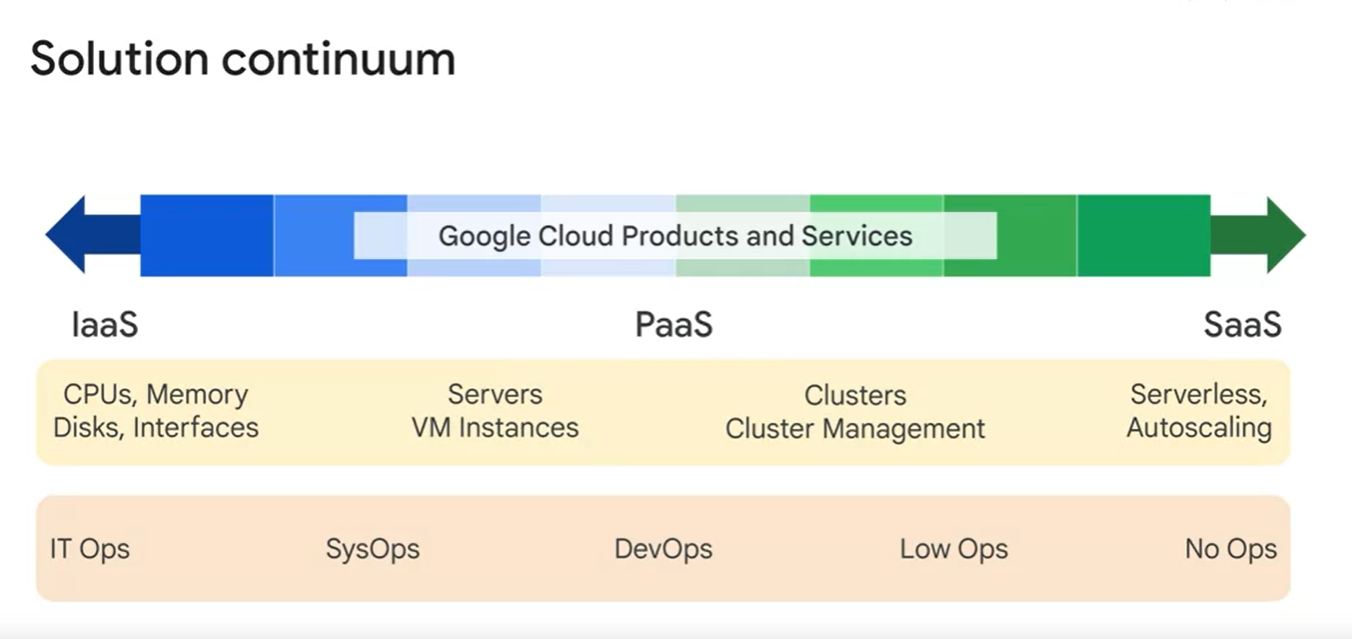 Solution continuum
Google Cloud Products and Services
IaaS PaaS SaaS
CPUs, Memory Servers Clusters Serverless,
Disks, Interfaces VM Instances Cluster Management Autoscaling
IT Ops SysOps DevOps Low Ops No Ops